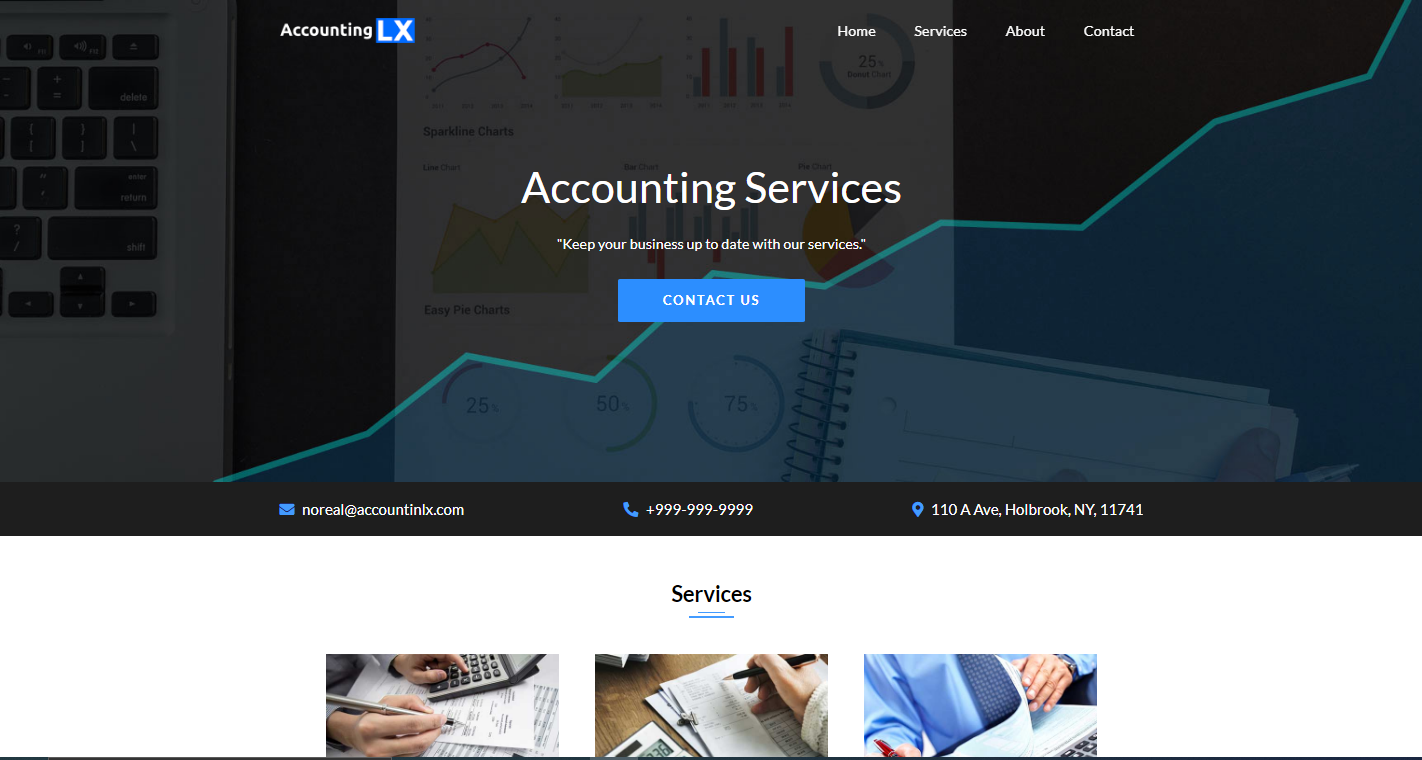 Accounting LX
Home Services About Contact
delete
enter
return
shift
25%
Donut Chart
Sparkline Charts
Line Chart Bar Chart Pie Chart
Accounting Services
"Keep your business up to date with our services."
CONTACT US
Easy Pie Charts
25% 50% 75%
noreal@accountinlx.com +999-999-9999 110 A Ave, Holbrook, NY, 11741
Services